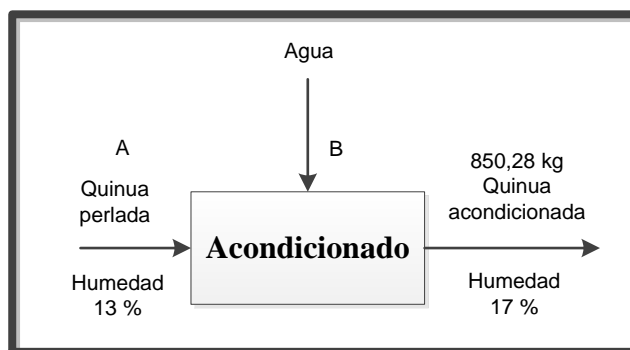 Agua
A
B
Quinua
perlada
Acondicionado
850,28 kg
Quinua
acondicionada
Humedad
13 %
Humedad
17 %